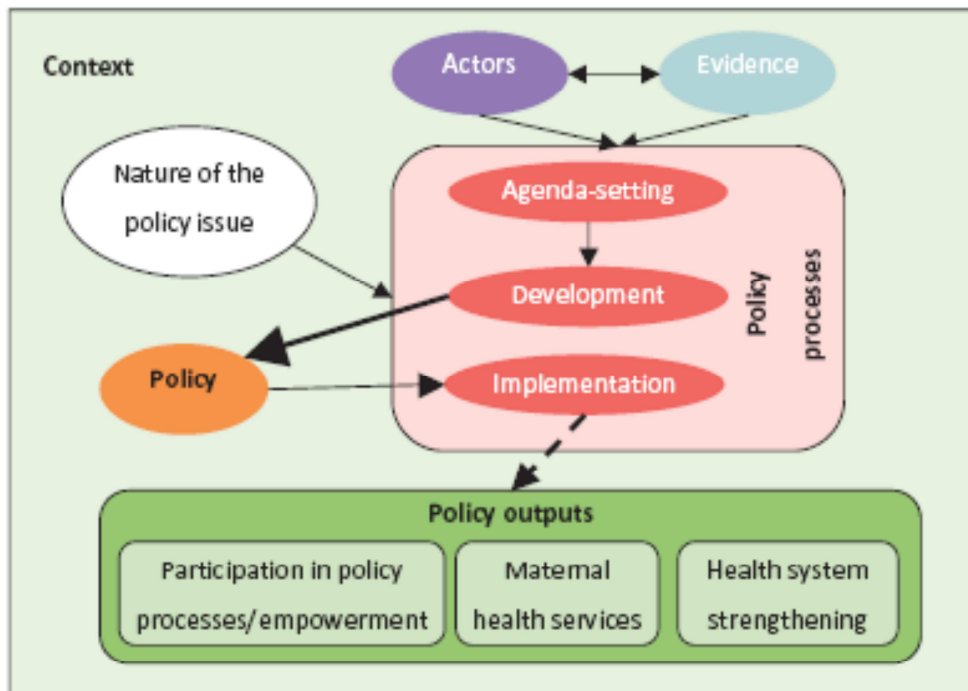 Context
Actors
Evidence
Nature of the
policy issue
Agenda-setting
Development
Implementation
Policy
processes
Policy
Policy outputs
Participation in policy
processes/empowerment
Maternal
health services
Health system
strengthening